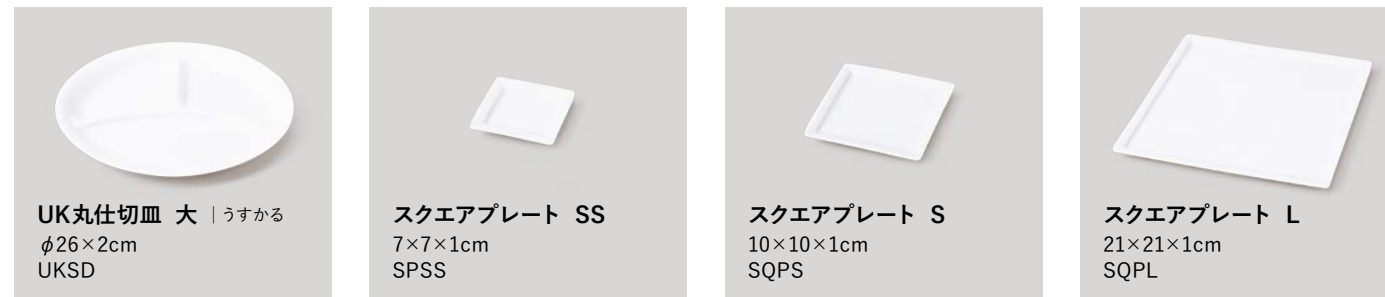 UK丸仕切皿 大 | うすかる
φ26×2cm
UKSD
スクエアプレート SS
7×7×1cm
SPSS
スクエアプレート S
10×10×1cm
SQPS
スクエアプレート L
21×21×1cm
SQPL